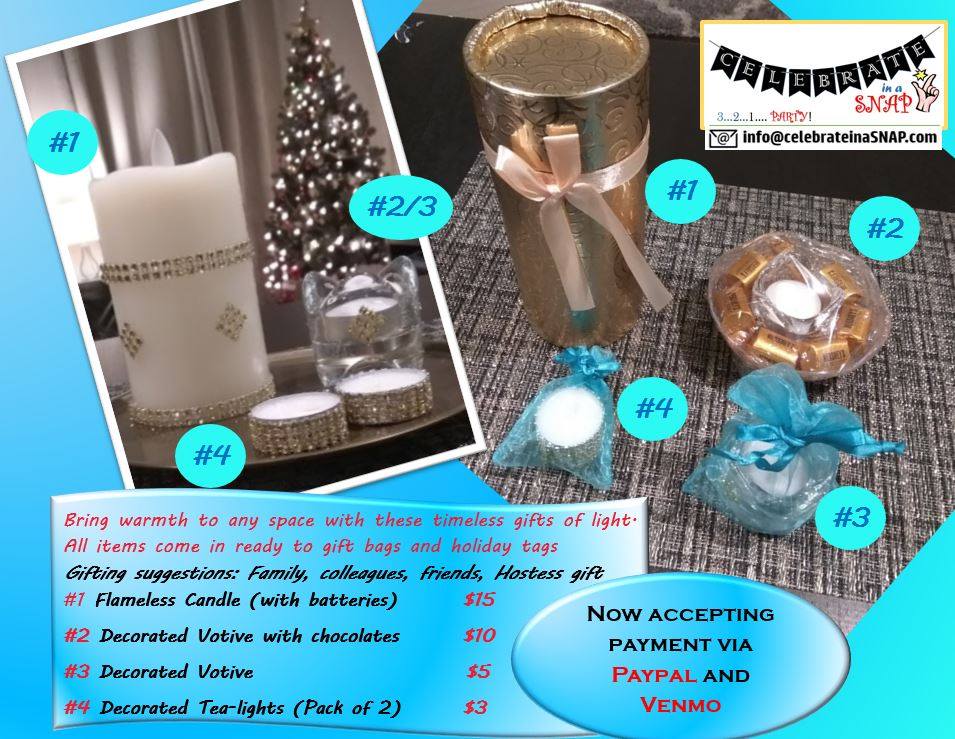 CELEBRATE
in a
SNAP
3...2...1.... PARTY!
info@celebrateinaSNAP.com
#1
#2/3
#1
#2
#4
#4
#3
Bring warmth to any space with these timeless gifts of light.
All items come in ready to gift bags and holiday tags
Gifting suggestions: Family, colleagues, friends, Hostess gift
#1 Flameless Candle (with batteries) $15
#2 Decorated Votive with chocolates $10
#3 Decorated Votive $5
#4 Decorated Tea-lights (Pack of 2) $3
Now accepting
payment via
Paypal and
Venmo